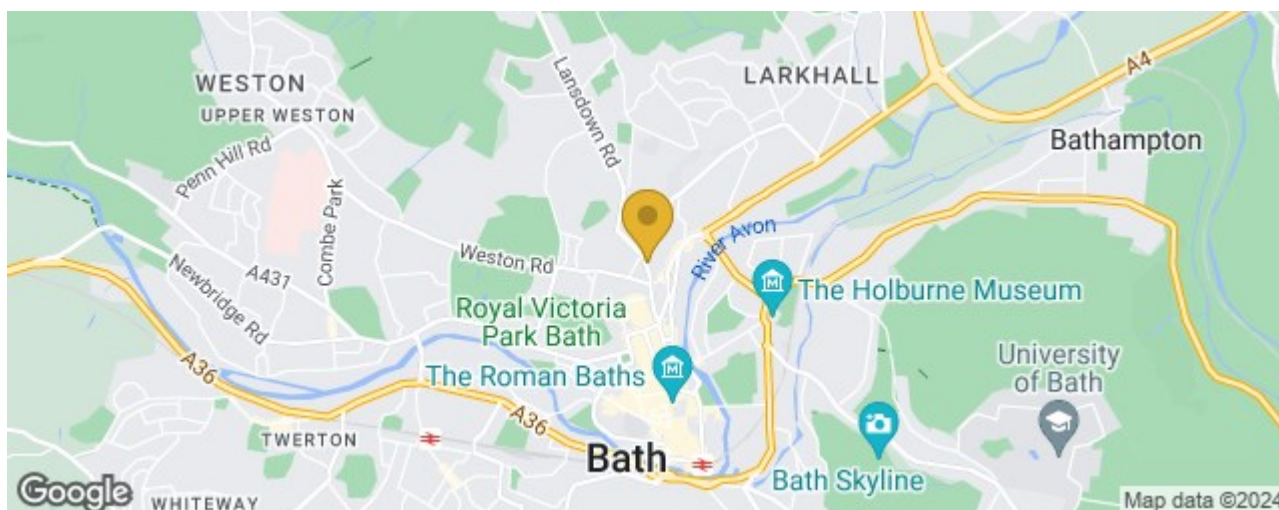 WESTON
UPPER WESTON
Lansdown Rd
LARKHALL
A4
Bathampton
Penn Hill Rd
Combe Park
River Avon
A431
Newbridge Rd
Weston Rd
The Holburne Museum
Royal Victoria
Park Bath
University
of Bath
The Roman Baths
A36
A36
TWERTON
Bath
Bath Skyline
Google
WHITEWAY
Map data ©2024